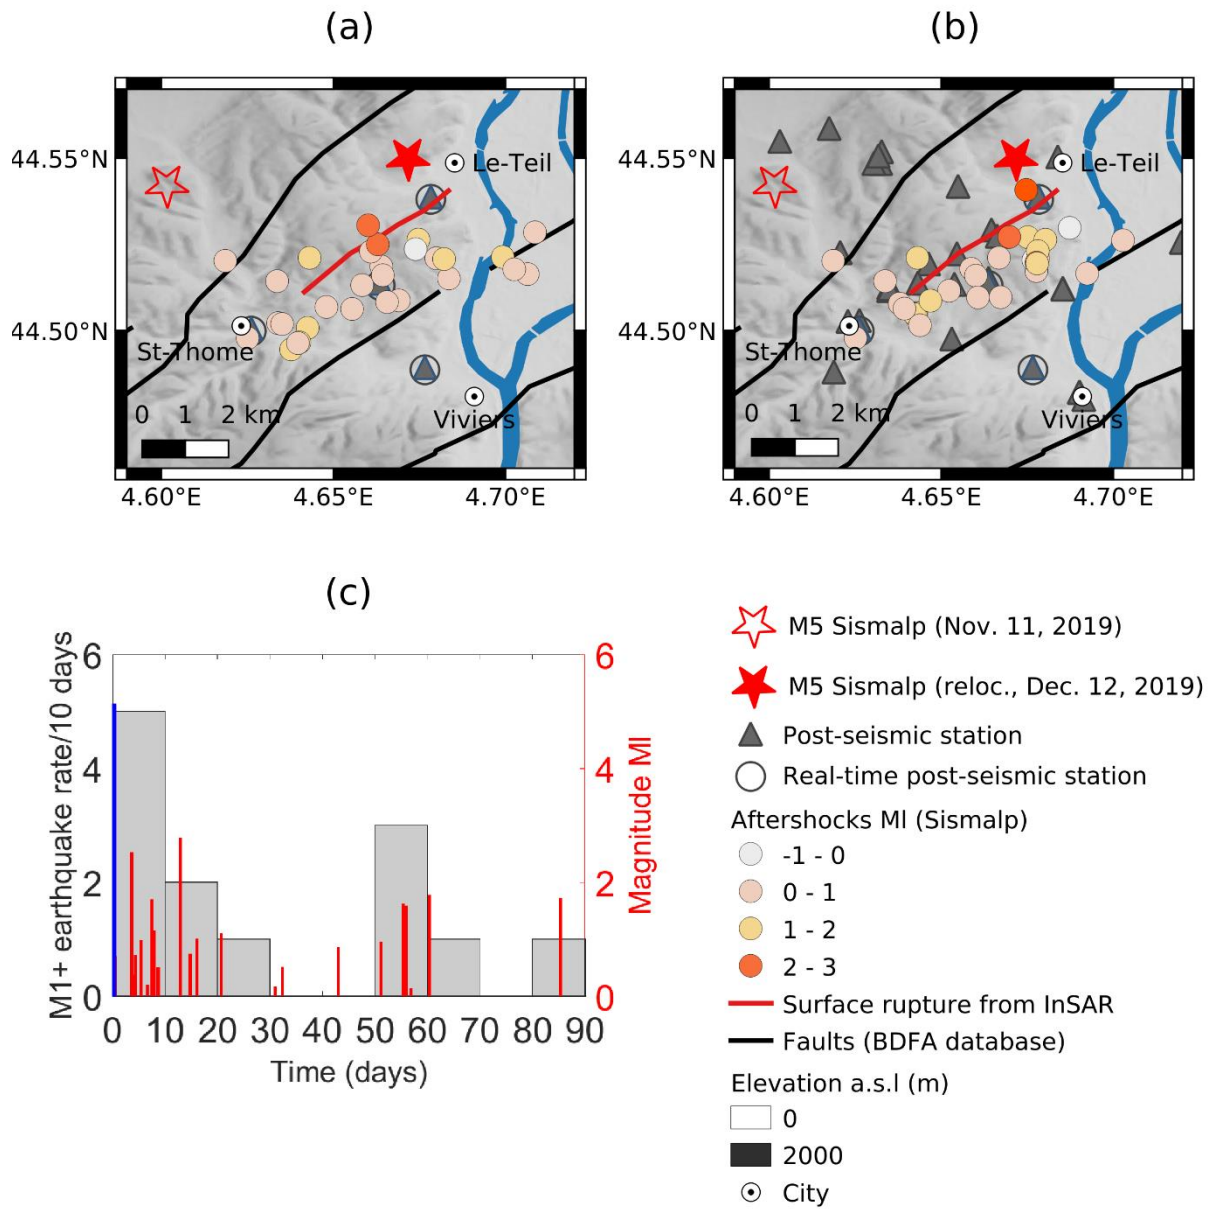 (a)
(b)
44.55°N
44.50°N
Le-Teil
St-Thome
0 1 2 km
Viviers
4.60°E 4.65°E 4.70°E
44.55°N
44.50°N
Le-Teil
St-Thome
0 1 2 km
Viviers
4.60°E 4.65°E 4.70°E
(c)
M1+ earthquake rate/10 days
6
4
2
0
6
4
2
0
Magnitude Ml
0 10 20 30 40 50 60 70 80 90
Time (days)
M5 Sismalp (Nov. 11, 2019)
M5 Sismalp (reloc., Dec. 12, 2019)
Post-seismic station
Real-time post-seismic station
Aftershocks Ml (Sismalp)
-1 - 0
0 - 1
1 - 2
2 - 3
Surface rupture from InSAR
Faults (BDFA database)
Elevation a.s.l (m)
0
2000
City